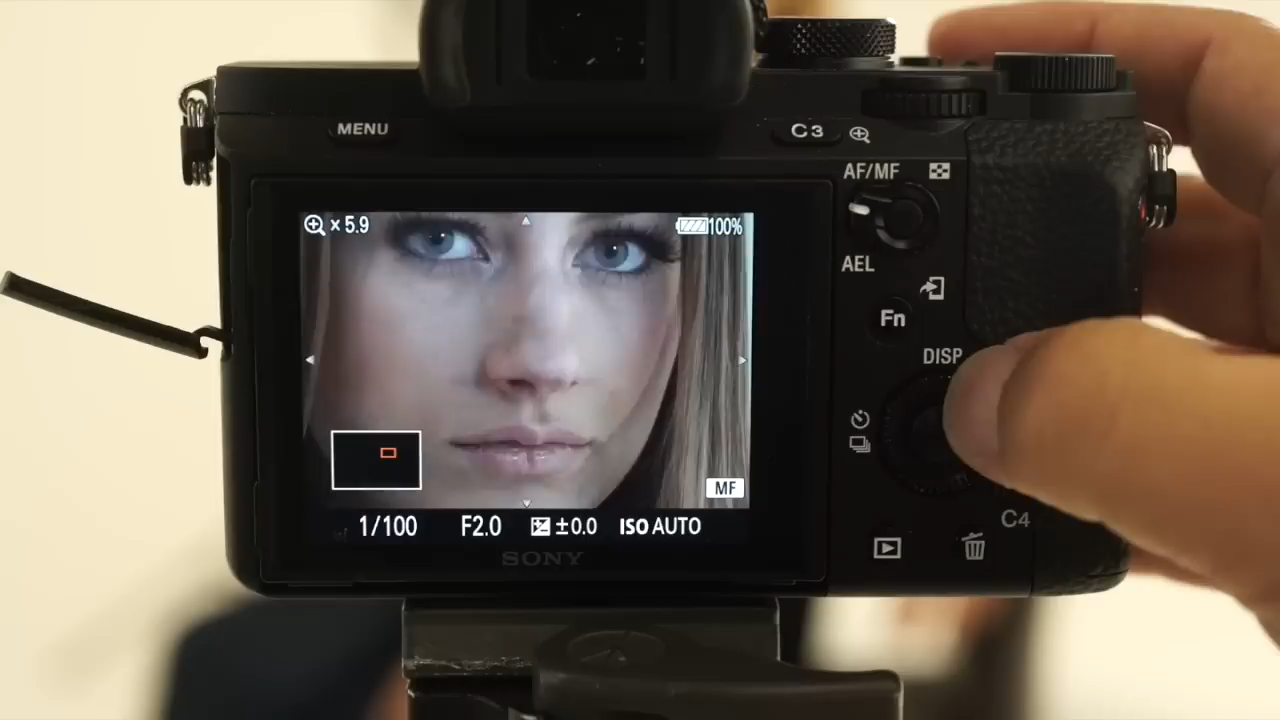 MENU
C3
AF/MF
× 5.9
100%
AEL
Fn
DISP
MF
1/100
F2.0
±0.0
ISO AUTO
C4
SONY